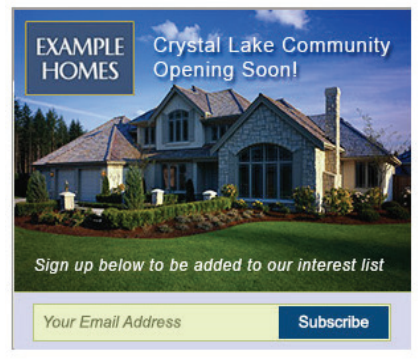 EXAMPLE
HOMES
Crystal Lake Community
Opening Soon!
Sign up below to be added to our interest list
Your Email Address
Subscribe